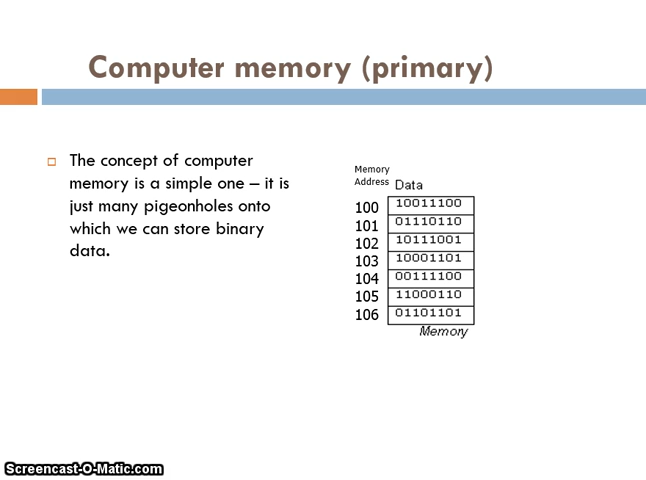 Computer memory (primary)
The concept of computer
memory is a simple one – it is
just many pigeonholes onto
which we can store binary
data.
Memory
Address Data
100 10011100
101 01110110
102 10111001
103 10001101
104 00111100
105 11000110
106 01101101
Memory
Screencast-O-Matic.com